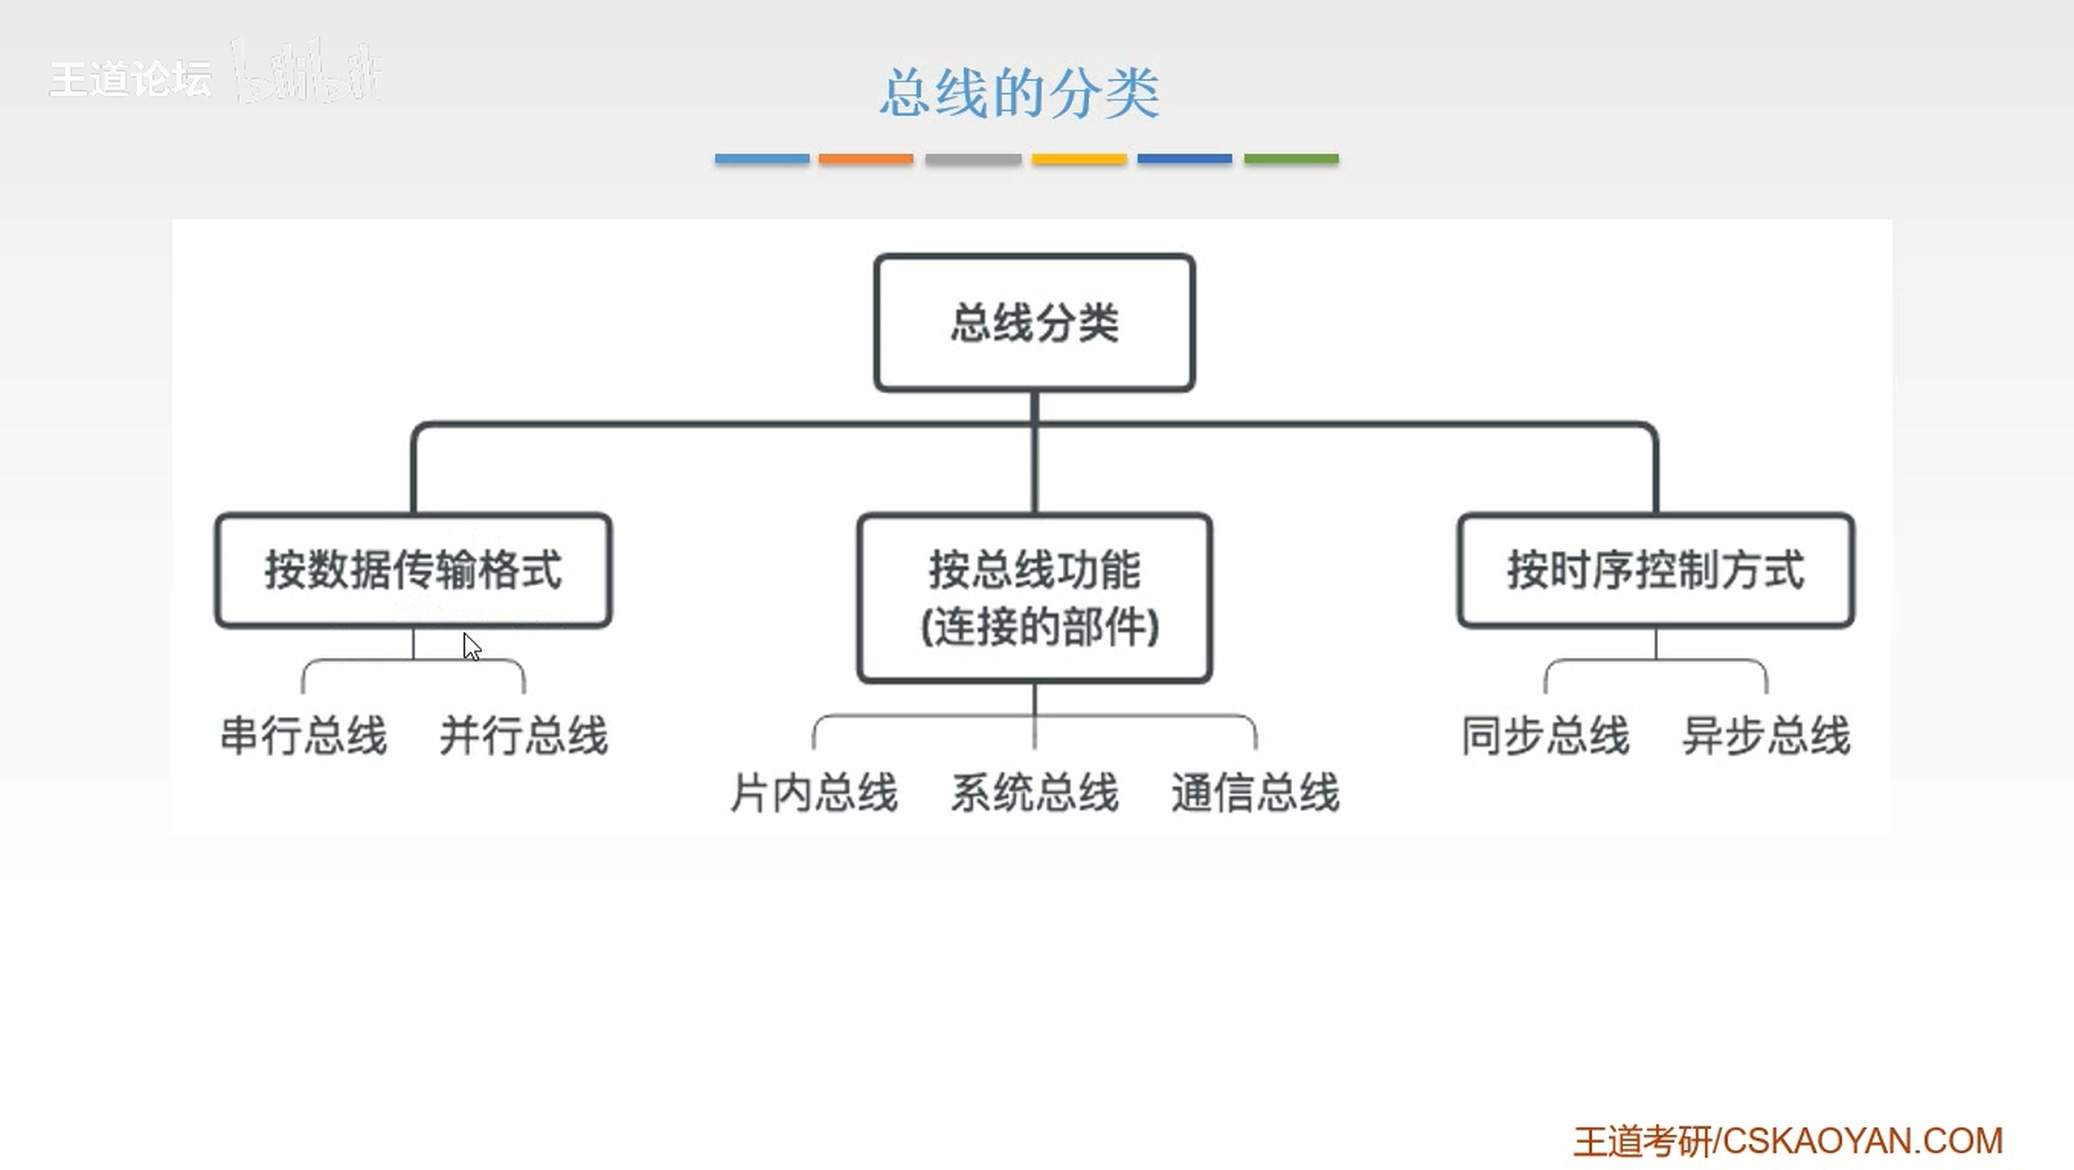 王道论坛 bilibili
总线的分类
总线分类
按数据传输格式
按总线功能
(连接的部件)
按时序控制方式
串行总线 并行总线
同步总线 异步总线
片内总线 系统总线 通信总线
王道考研/CSKAOYAN.COM